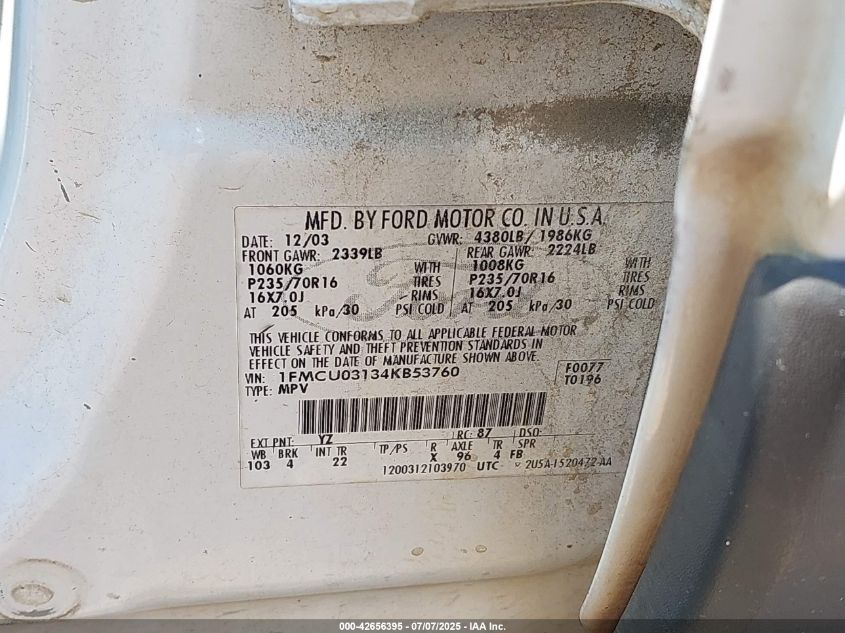 MFD. BY FORD MOTOR CO. IN U.S.A.
DATE: 12/03 GVWR: 4380LB/ 1986KG
FRONT GAWR: 2339LB REAR GAWR: 2224LB
1060KG WITH 1008KG WITH
P235/70R16 TIRES P235/70R16 TIRES
16X7.0J RIMS 16X7.0J RIMS
AT 205 kPa/30 PSI COLD AT 205 kPa/30 PSI COLD
THIS VEHICLE CONFORMS TO ALL APPLICABLE FEDERAL MOTOR
VEHICLE SAFETY AND THEFT PREVENTION STANDARDS IN
EFFECT ON THE DATE OF MANUFACTURE SHOWN ABOVE.
VIN: 1FMCU03134KB53760 F0077
TYPE: MPV T0196
EXT PNT: YZ RC: 87 DSO:
WB BRK INT TR TP/PS R AXLE TR SPR
103 4 22 X 96 4 FB
1200312103970 UTC 2U5A-1520472-AA
000-42656395 - 07/07/2025 - IAA Inc.